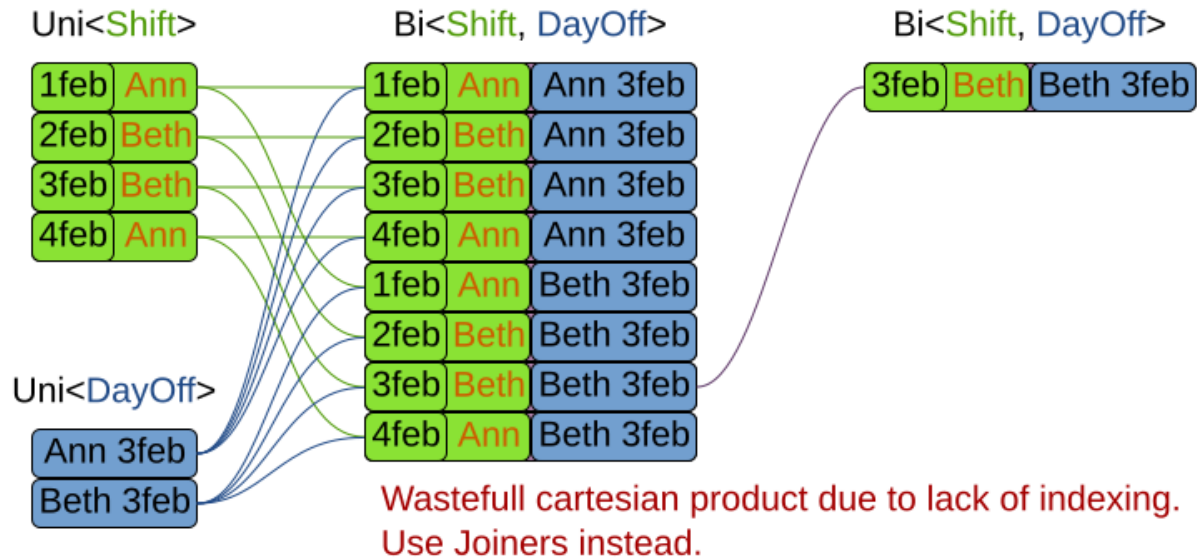 Uni<Shift>
Bi<Shift, DayOff>
Bi<Shift, DayOff>
1feb Ann
2feb Beth
3feb Beth
4feb Ann
Uni<DayOff>
Ann 3feb
Beth 3feb
1feb Ann Ann 3feb
2feb Beth Ann 3feb
3feb Beth Ann 3feb
4feb Ann Ann 3feb
1feb Ann Beth 3feb
2feb Beth Beth 3feb
3feb Beth Beth 3feb
4feb Ann Beth 3feb
3feb Beth Beth 3feb
Wastefull cartesian product due to lack of indexing.
Use Joiners instead.